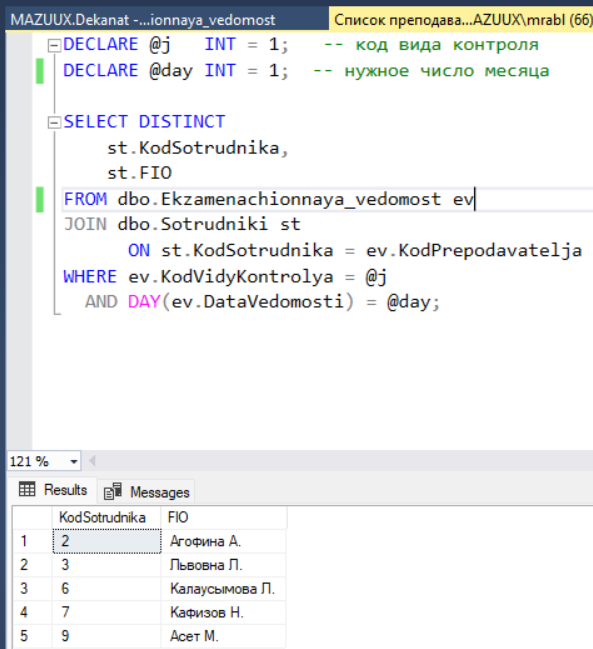 MAZUUX.Dekanat -...ionnaya_vedomost
Список преподава...AZUUX\mrabl (66)
DECLARE @j   INT = 1;   -- код вида контроля
DECLARE @day INT = 1;  -- нужное число месяца
SELECT DISTINCT
    st.KodSotrudnika,
    st.FIO
FROM dbo.Ekzamenachionnaya_vedomost ev
JOIN dbo.Sotrudniki st
      ON st.KodSotrudnika = ev.KodPrepodavatelja
WHERE ev.KodVidyKontrolya = @j
  AND DAY(ev.DataVedomosti) = @day;
121 %
Results Messages
KodSotrudnika FIO
1 2 Агофина А.
2 3 Львовна Л.
3 6 Калаусымова Л.
4 7 Кафизов Н.
5 9 Асет М.